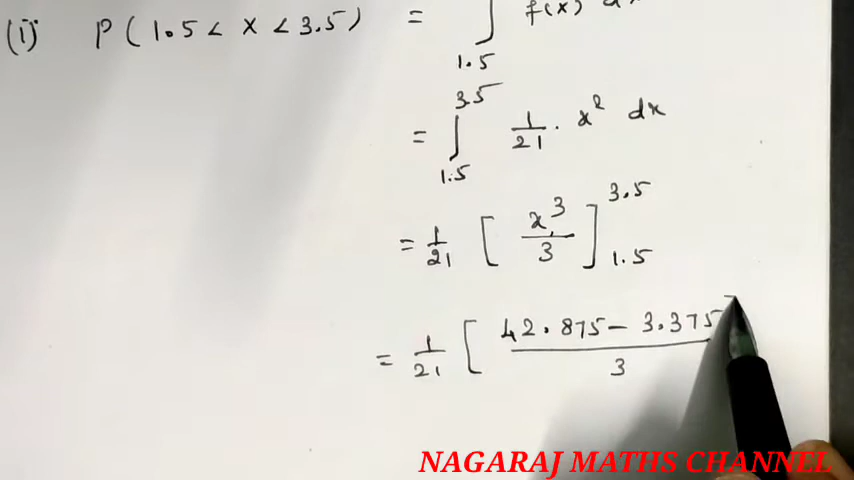 (i) P ( 1.5 < X < 3.5 ) = ∫ f(x) dx
1.5
3.5
= ∫ 1/21 . x² dx
1.5
= 1/21 [ x³/3 ] 3.5
1.5
= 1/21 [ 42.875 - 3.375 / 3
NAGARAJ MATHS CHANNEL